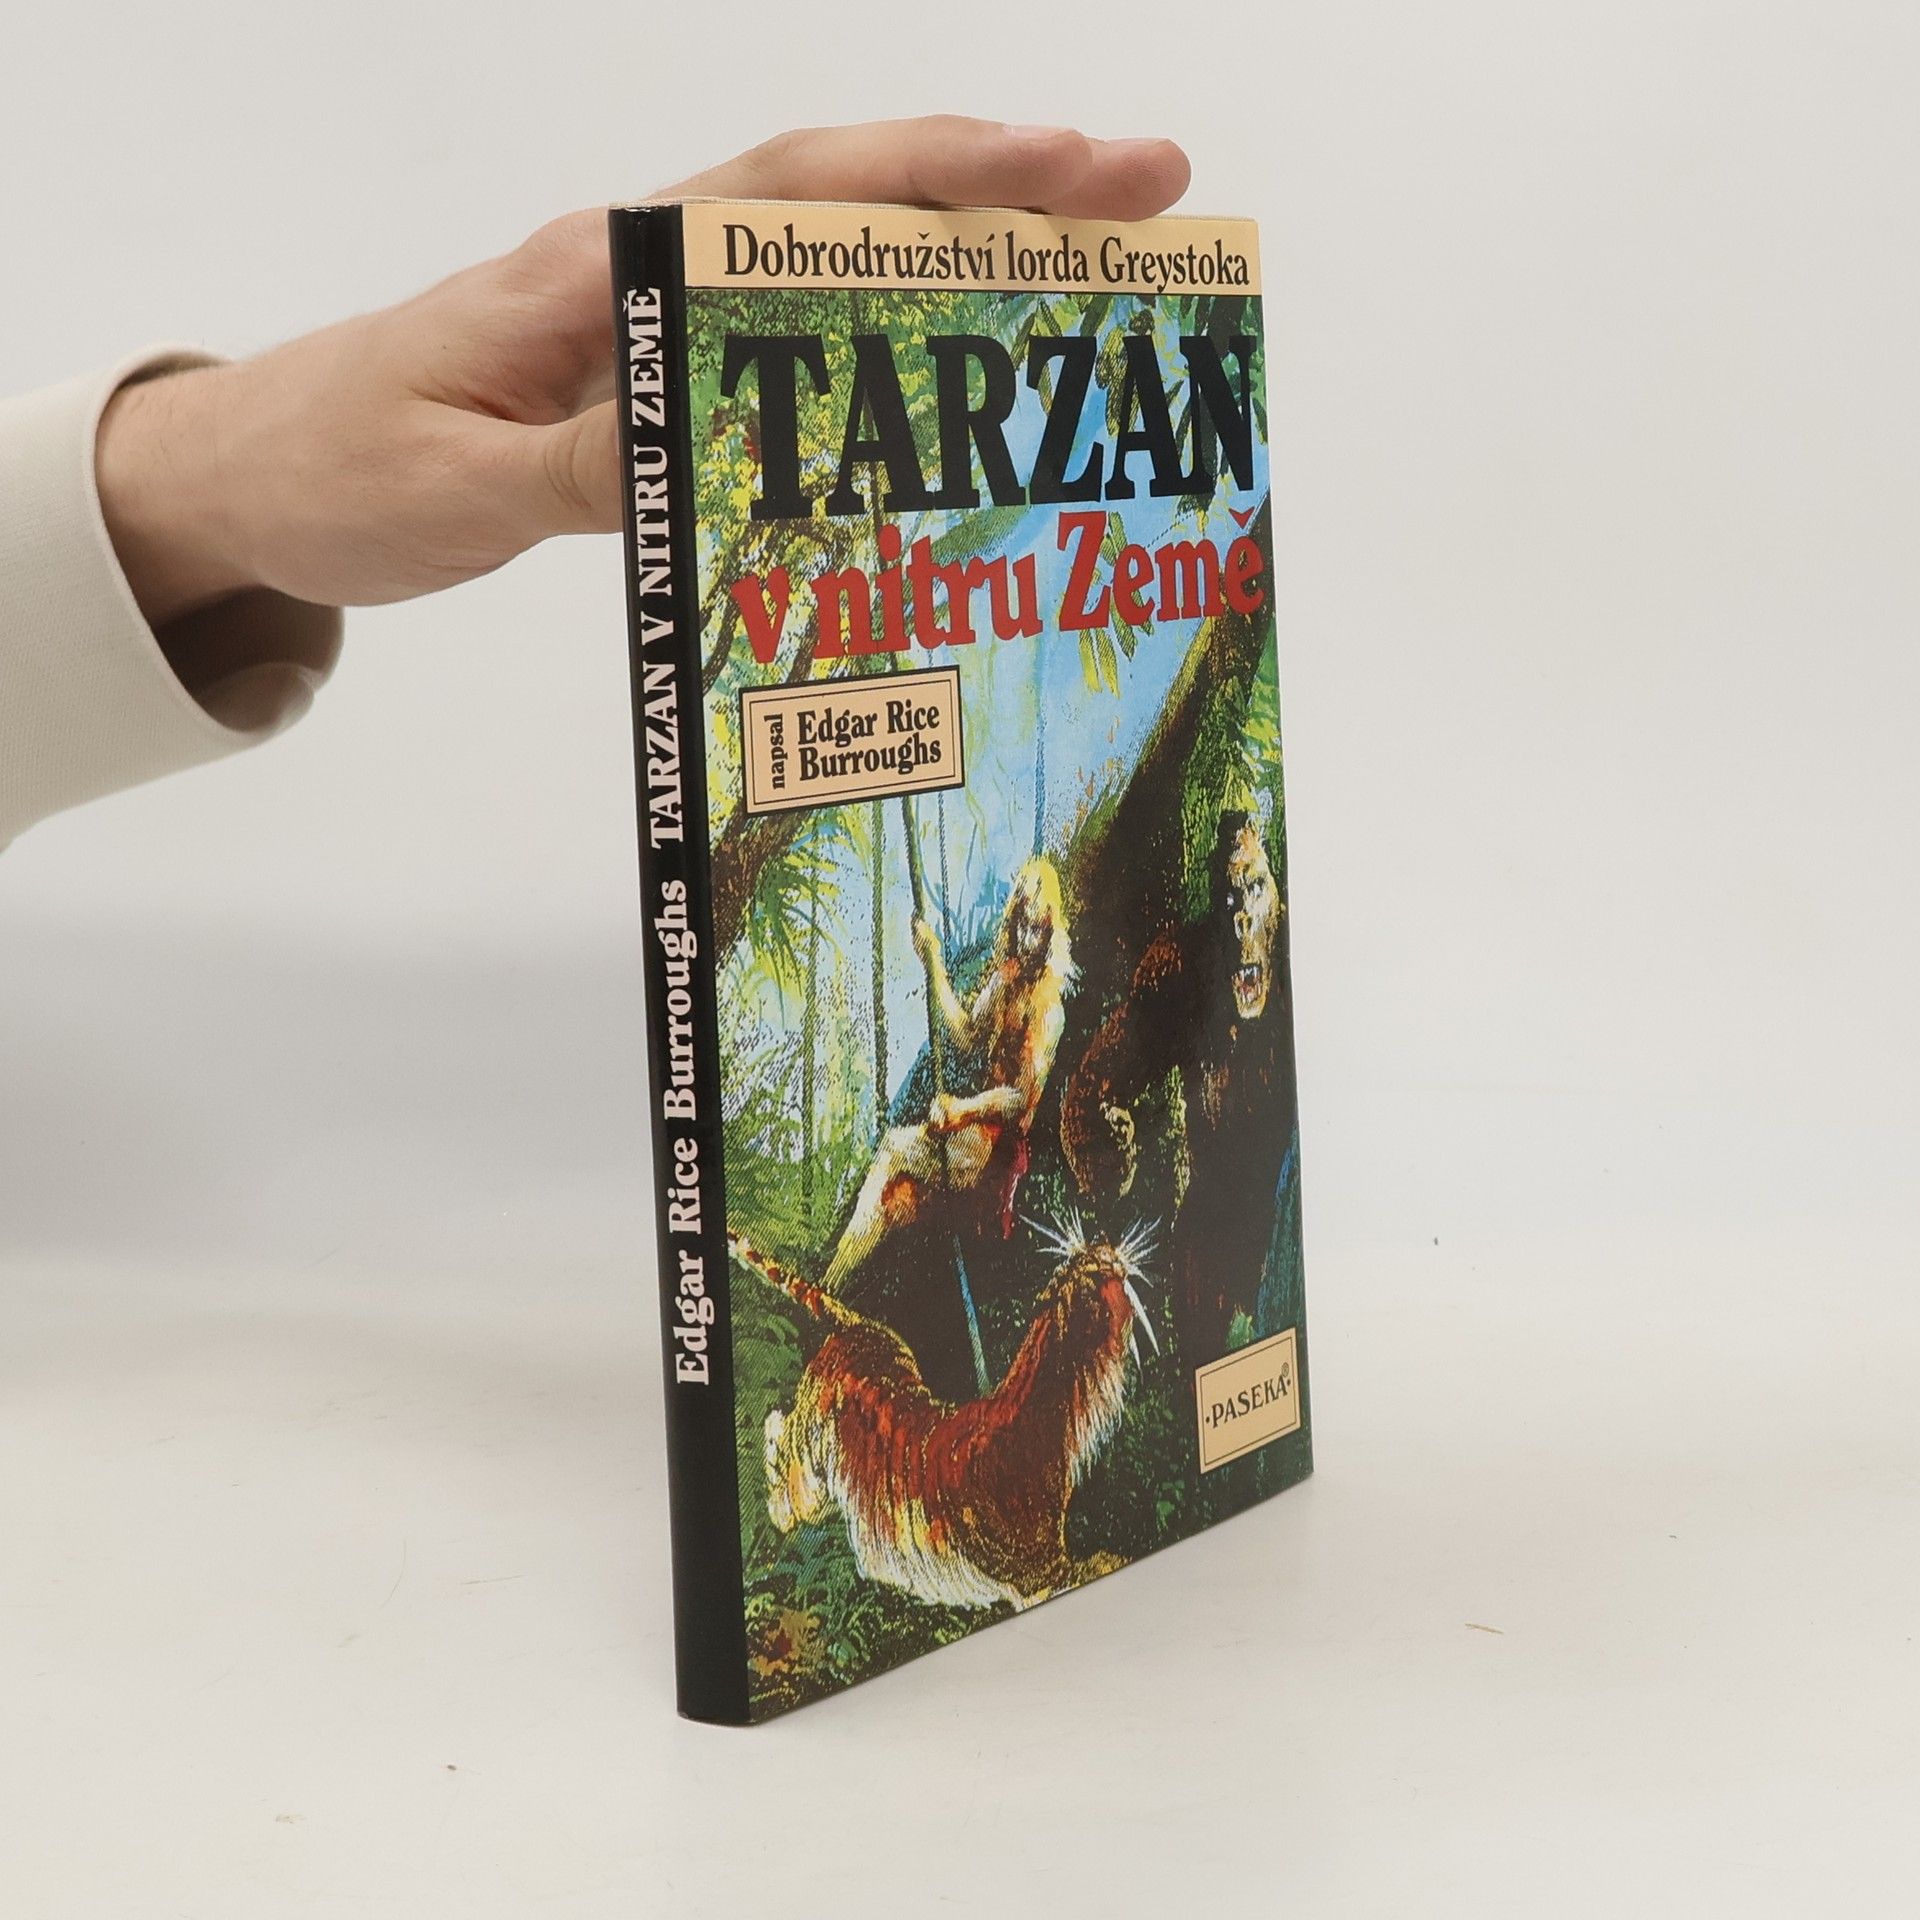 Dobrodružství lorda Greystoka
TARZAN
v nitru Země
napsal
Edgar Rice
Burroughs
·PASEKA·®
Edgar Rice Burroughs TARZAN V NITRU ZEMĚ